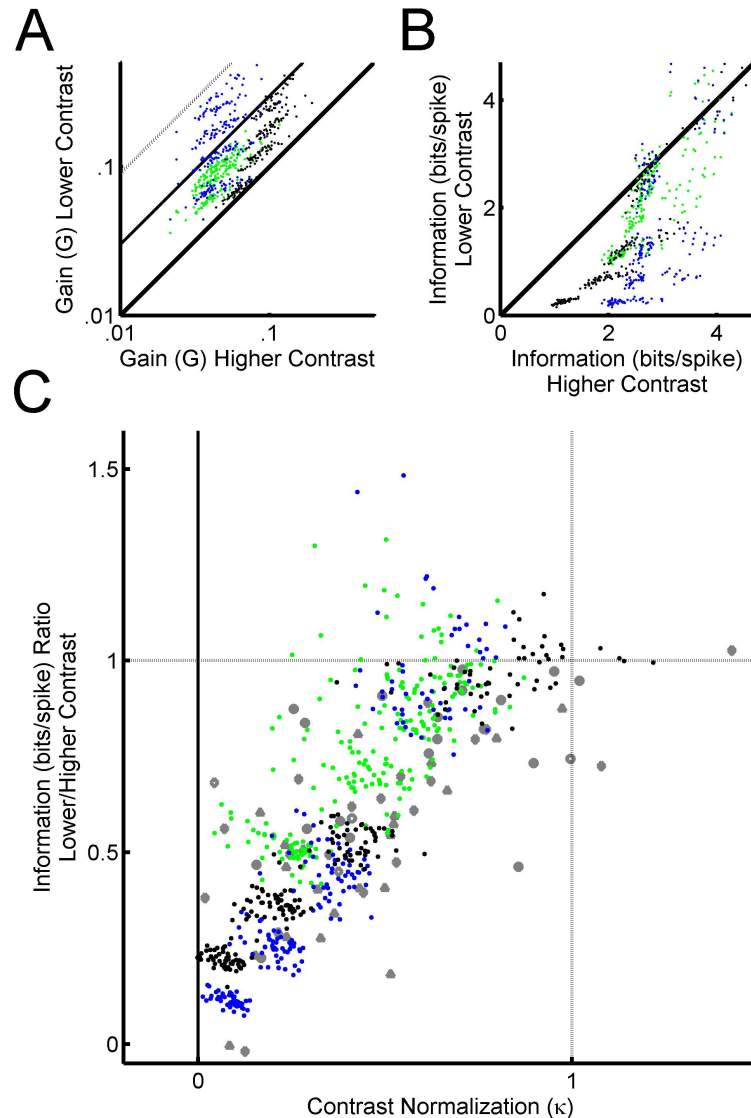 A
Gain (G) Lower Contrast
.1
.01
.01
.1
Gain (G) Higher Contrast
B
Information (bits/spike)
Lower Contrast
4
2
0
0
2
4
Information (bits/spike)
Higher Contrast
C
Information (bits/spike) Ratio
Lower/Higher Contrast
1.5
1
0.5
0
0
1
Contrast Normalization (κ)